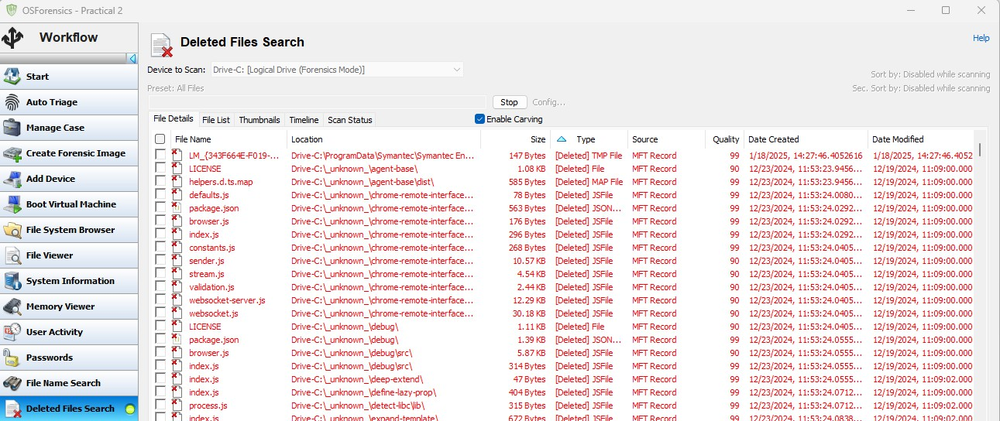 OSForensics - Practical 2
Workflow
Start
Auto Triage
Manage Case
Create Forensic Image
Add Device
Boot Virtual Machine
File System Browser
File Viewer
System Information
Memory Viewer
User Activity
Passwords
File Name Search
Deleted Files Search
Deleted Files Search
Help
Device to Scan: Drive-C: [Logical Drive (Forensics Mode)]
Sort by: Disabled while scanning
Preset: All Files
Sec. Sort by: Disabled while scanning
Stop Config...
File Details File List Thumbnails Timeline Scan Status Enable Carving
File Name Location Size Type Source Quality Date Created Date Modified
LM_{343F664E-F019-... Drive-C:\ProgramData\Symantec\Symantec En... 147 Bytes [Deleted] TMP File MFT Record 99 1/18/2025, 14:27:46.4052616 1/18/2025, 14:27:46.4052
LICENSE Drive-C:\_unknown_\agent-base\ 1.08 KB [Deleted] File MFT Record 90 12/23/2024, 11:53:23.9456... 12/19/2024, 11:09:00.000
helpers.d.ts.map Drive-C:\_unknown_\agent-base\dist\ 585 Bytes [Deleted] MAP File MFT Record 99 12/23/2024, 11:53:23.9456... 12/19/2024, 11:09:00.000
defaults.js Drive-C:\_unknown_\chrome-remote-interface... 78 Bytes [Deleted] JSFile MFT Record 99 12/23/2024, 11:53:24.0080... 12/19/2024, 11:09:00.000
package.json Drive-C:\_unknown_\chrome-remote-interface... 563 Bytes [Deleted] JSON... MFT Record 99 12/23/2024, 11:53:24.0292... 12/19/2024, 11:09:00.000
browser.js Drive-C:\_unknown_\chrome-remote-interface... 176 Bytes [Deleted] JSFile MFT Record 99 12/23/2024, 11:53:24.0292... 12/19/2024, 11:09:00.000
index.js Drive-C:\_unknown_\chrome-remote-interface... 296 Bytes [Deleted] JSFile MFT Record 99 12/23/2024, 11:53:24.0292... 12/19/2024, 11:09:00.000
constants.js Drive-C:\_unknown_\chrome-remote-interface... 268 Bytes [Deleted] JSFile MFT Record 99 12/23/2024, 11:53:24.0405... 12/19/2024, 11:09:00.000
sender.js Drive-C:\_unknown_\chrome-remote-interface... 10.57 KB [Deleted] JSFile MFT Record 90 12/23/2024, 11:53:24.0405... 12/19/2024, 11:09:00.000
stream.js Drive-C:\_unknown_\chrome-remote-interface... 4.54 KB [Deleted] JSFile MFT Record 90 12/23/2024, 11:53:24.0405... 12/19/2024, 11:09:00.000
validation.js Drive-C:\_unknown_\chrome-remote-interface... 2.44 KB [Deleted] JSFile MFT Record 90 12/23/2024, 11:53:24.0405... 12/19/2024, 11:09:00.000
websocket-server.js Drive-C:\_unknown_\chrome-remote-interface... 12.29 KB [Deleted] JSFile MFT Record 90 12/23/2024, 11:53:24.0405... 12/19/2024, 11:09:00.000
websocket.js Drive-C:\_unknown_\chrome-remote-interface... 30.18 KB [Deleted] JSFile MFT Record 90 12/23/2024, 11:53:24.0405... 12/19/2024, 11:09:00.000
LICENSE Drive-C:\_unknown_\debug\ 1.11 KB [Deleted] File MFT Record 90 12/23/2024, 11:53:24.0405... 12/19/2024, 11:09:00.000
package.json Drive-C:\_unknown_\debug\ 1.39 KB [Deleted] JSON... MFT Record 90 12/23/2024, 11:53:24.0555... 12/19/2024, 11:09:00.000
browser.js Drive-C:\_unknown_\debug\src\ 5.87 KB [Deleted] JSFile MFT Record 90 12/23/2024, 11:53:24.0555... 12/19/2024, 11:09:00.000
index.js Drive-C:\_unknown_\debug\src\ 314 Bytes [Deleted] JSFile MFT Record 99 12/23/2024, 11:53:24.0555... 12/19/2024, 11:09:00.000
index.js Drive-C:\_unknown_\deep-extend\ 47 Bytes [Deleted] JSFile MFT Record 99 12/23/2024, 11:53:24.0555... 12/19/2024, 11:09:02.000
index.js Drive-C:\_unknown_\define-lazy-prop\ 404 Bytes [Deleted] JSFile MFT Record 99 12/23/2024, 11:53:24.0712... 12/19/2024, 11:09:00.000
process.js Drive-C:\_unknown_\detect-libc\lib\ 315 Bytes [Deleted] JSFile MFT Record 99 12/23/2024, 11:53:24.0712... 12/19/2024, 11:09:02.000
index.js Drive-C:\_unknown_\expand-template\ 672 Bytes [Deleted] JSFile MFT Record 99 12/23/2024, 11:53:24.0838... 12/19/2024, 11:09:02.000